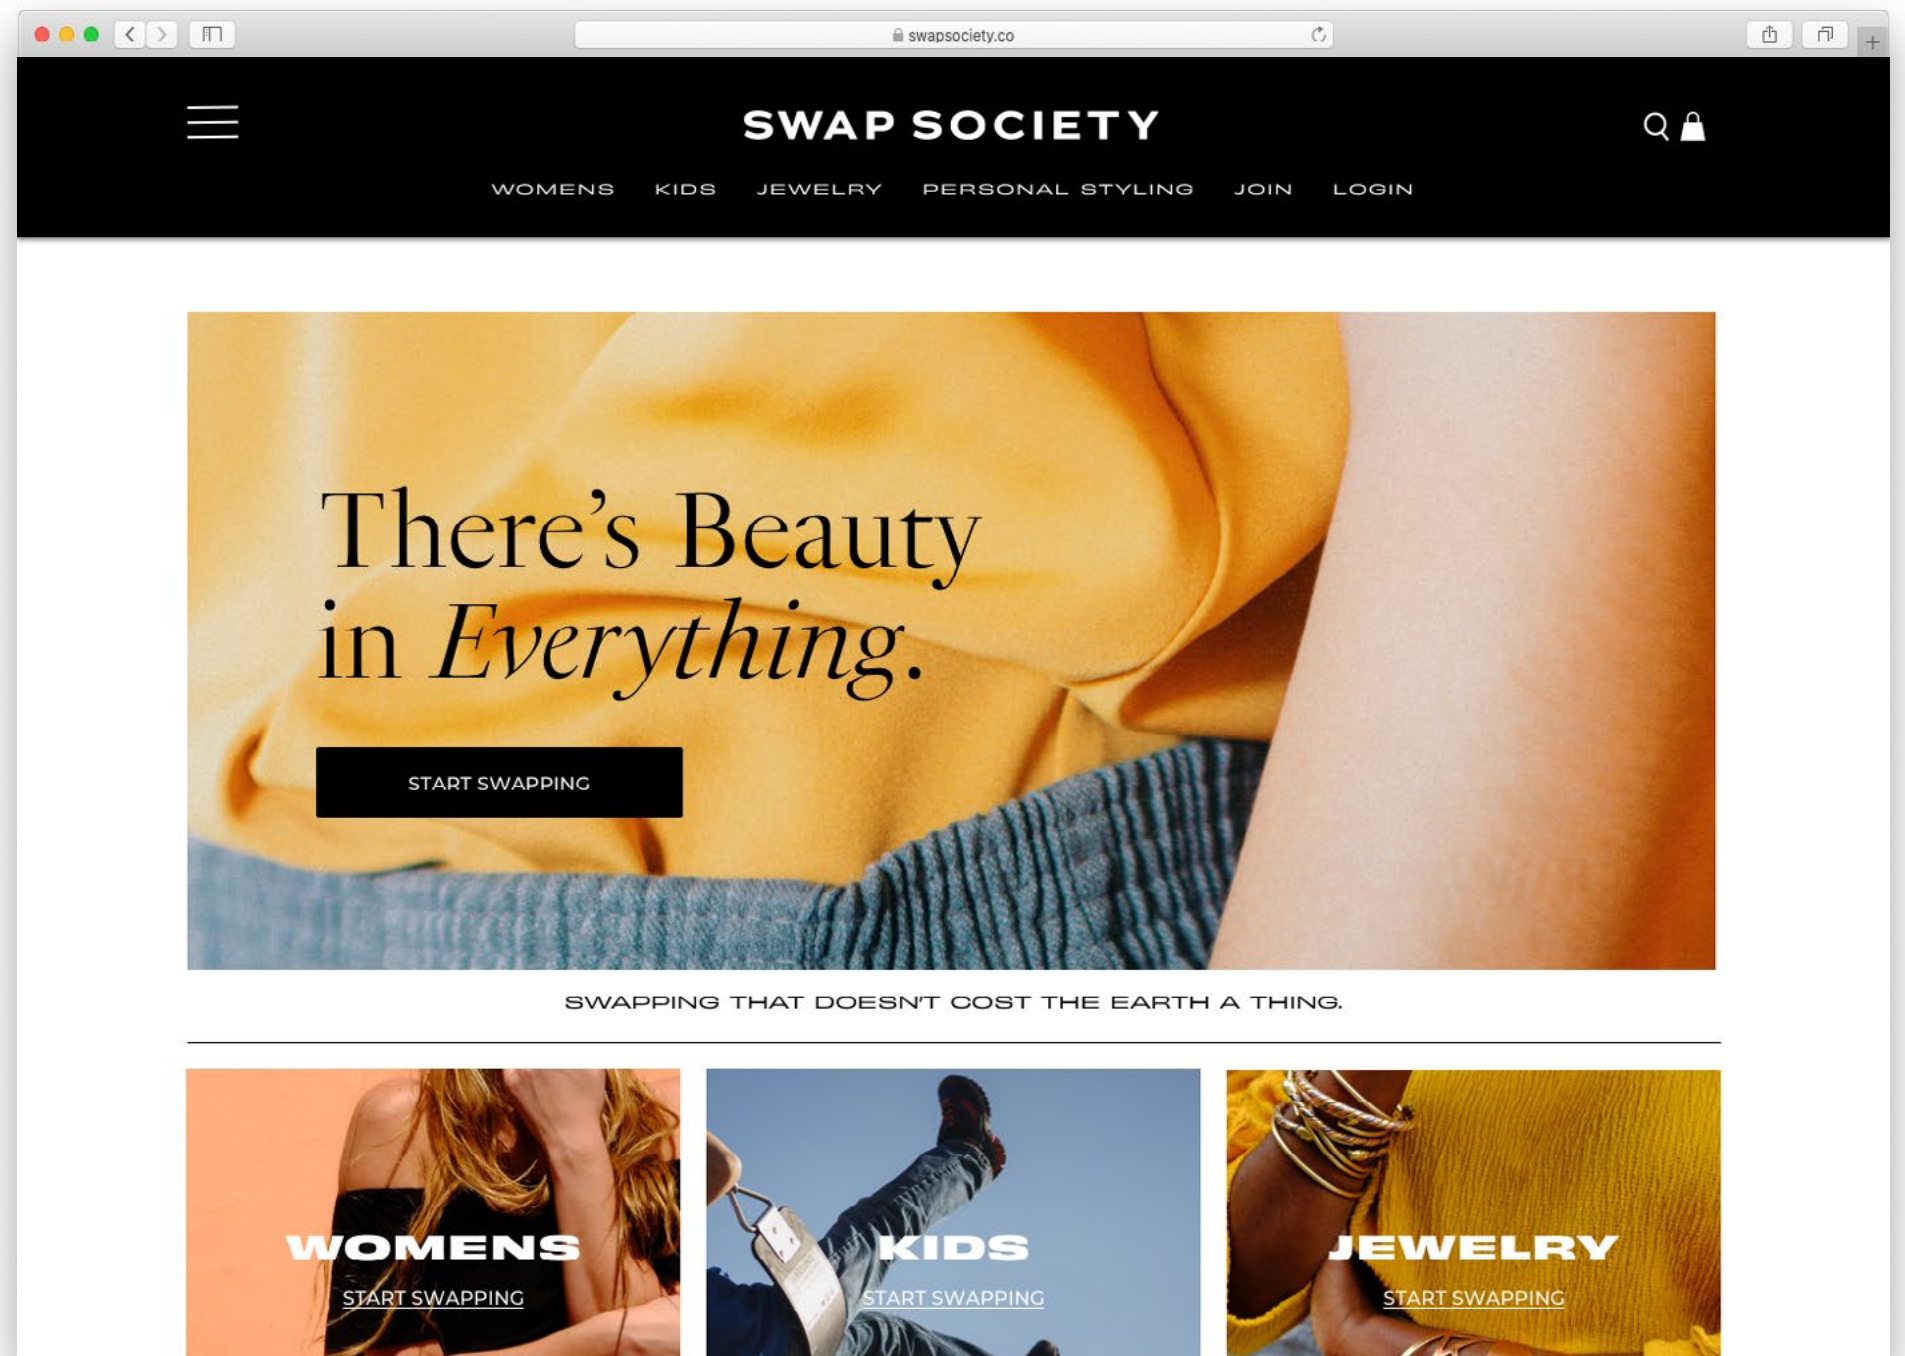 swapsociety.co
SWAP SOCIETY
WOMENS KIDS JEWELRY PERSONAL STYLING JOIN LOGIN
There’s Beauty
in Everything.
START SWAPPING
SWAPPING THAT DOESN'T COST THE EARTH A THING.
WOMENS KIDS JEWELRY
START SWAPPING START SWAPPING START SWAPPING